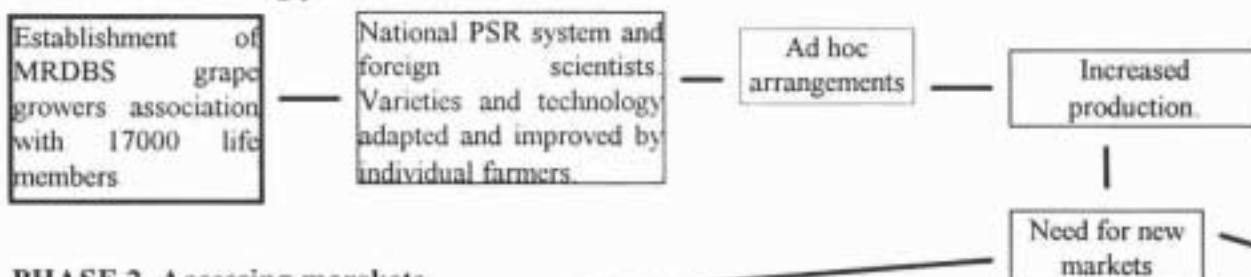 Establishment of
MRDBS grape
growers association
with 17000 life
members
National PSR system and
foreign scientists.
Varieties and technology
adapted and improved by
individual farmers.
Ad hoc
arrangements
Increased
production.
Need for new
markets
PHASE 2. Accessing marakets